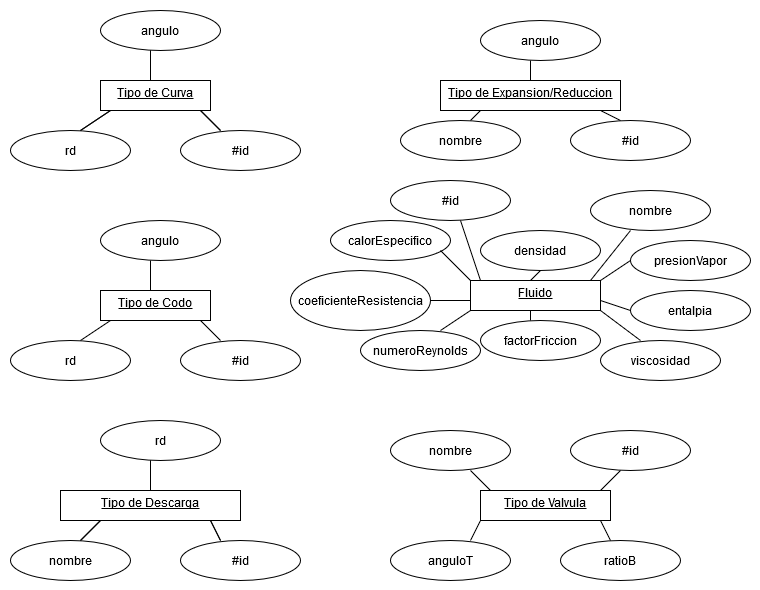 angulo
Tipo de Curva
rd
#id
angulo
Tipo de Expansion/Reduccion
nombre
#id
angulo
Tipo de Codo
rd
#id
#id
nombre
calorEspecifico
densidad
presionVapor
Fluido
coeficienteResistencia
entalpia
numeroReynolds
factorFriccion
viscosidad
rd
Tipo de Descarga
nombre
#id
nombre
#id
Tipo de Valvula
anguloT
ratioB